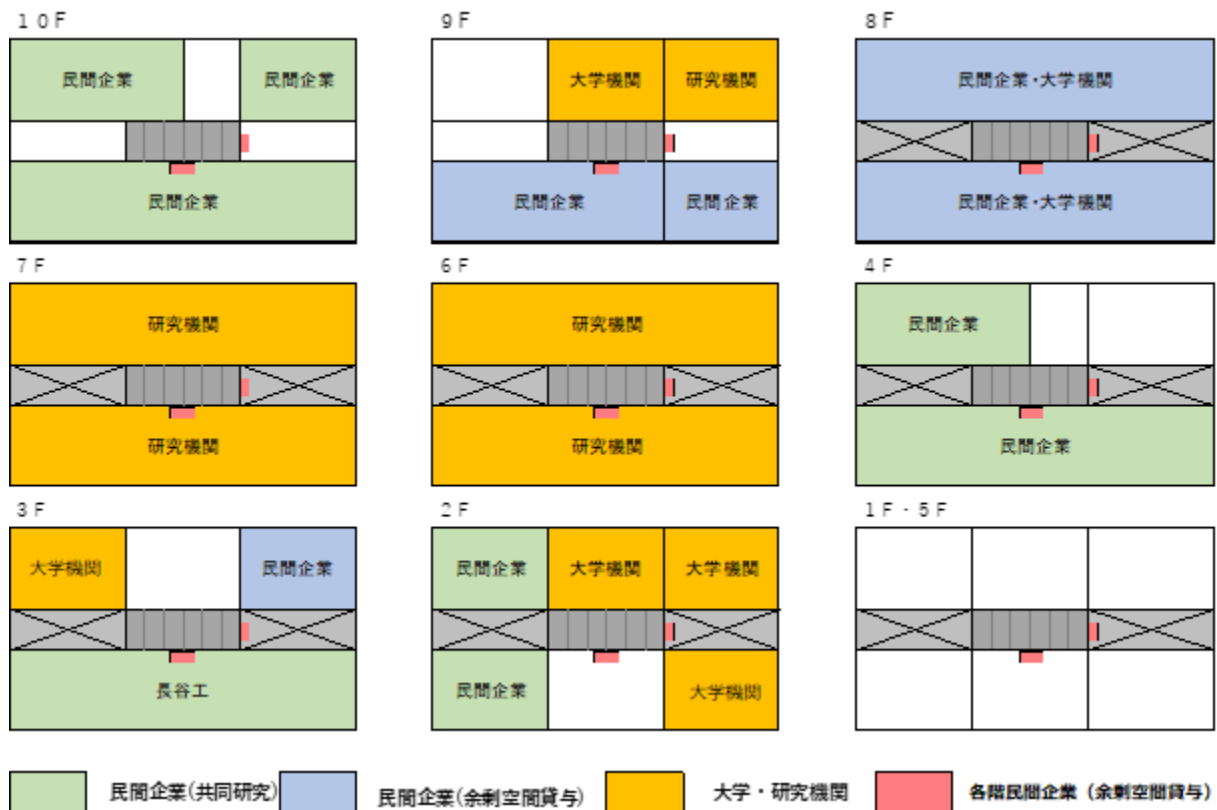 １０F
９F
８F
民間企業
民間企業
大学機関
研究機関
民間企業・大学機関
民間企業
民間企業
民間企業
民間企業・大学機関
７F
６F
４F
研究機関
研究機関
民間企業
研究機関
研究機関
民間企業
３F
２F
１F・５F
大学機関
民間企業
民間企業
大学機関
大学機関
長谷工
民間企業
大学機関
民間企業(共同研究)
民間企業(余剰空間貸与)
大学・研究機関
各階民間企業（余剰空間貸与）